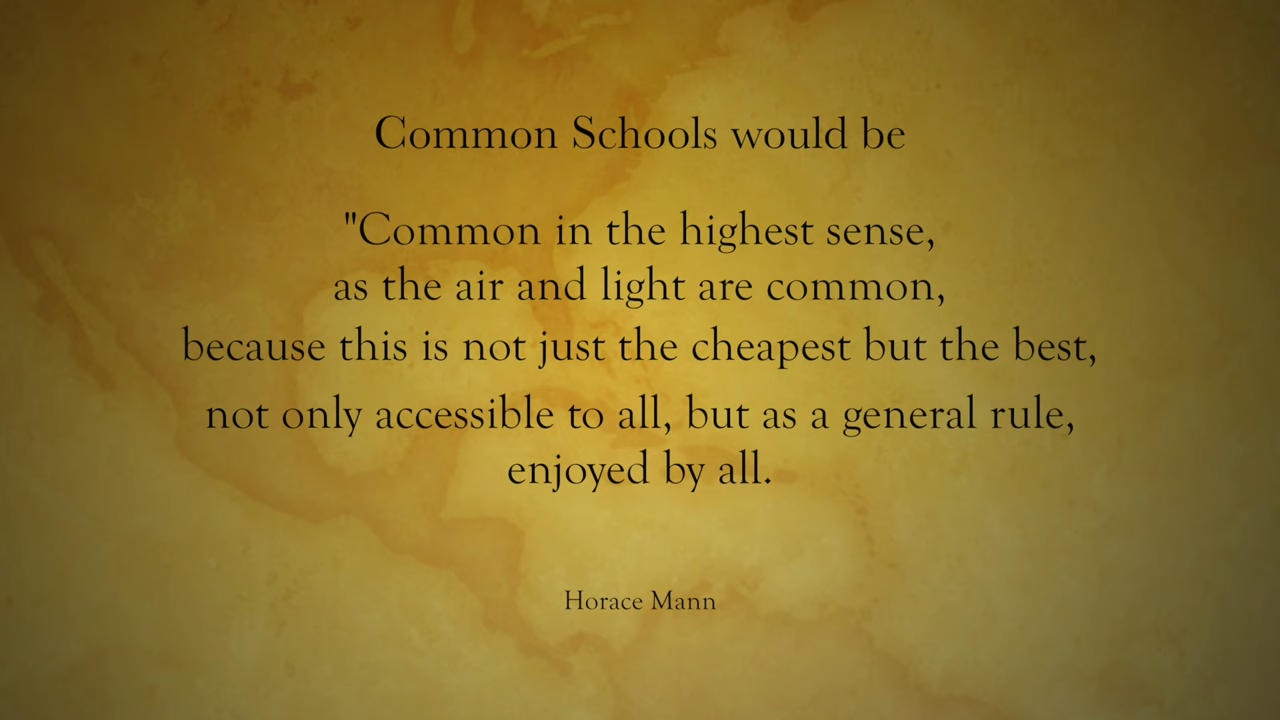 Common Schools would be
"Common in the highest sense,
as the air and light are common,
because this is not just the cheapest but the best,
not only accessible to all, but as a general rule,
enjoyed by all.
Horace Mann